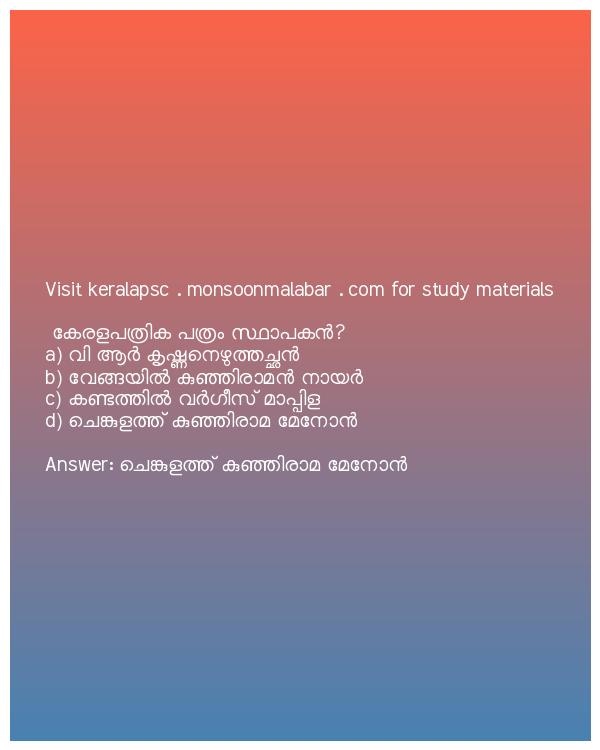 Visit keralapsc . monsoonmalabar . com for study materials
കേരളപത്രിക പത്രം സ്ഥാപകൻ?
a) വി ആർ കൃഷ്ണനെഴുത്തച്ഛൻ
b) വേങ്ങയിൽ കുഞ്ഞിരാമൻ നായർ
c) കണ്ടത്തിൽ വർഗീസ് മാപ്പിള
d) ചെങ്കുളത്ത് കുഞ്ഞിരാമ മേനോൻ
Answer: ചെങ്കുളത്ത് കുഞ്ഞിരാമ മേനോൻ